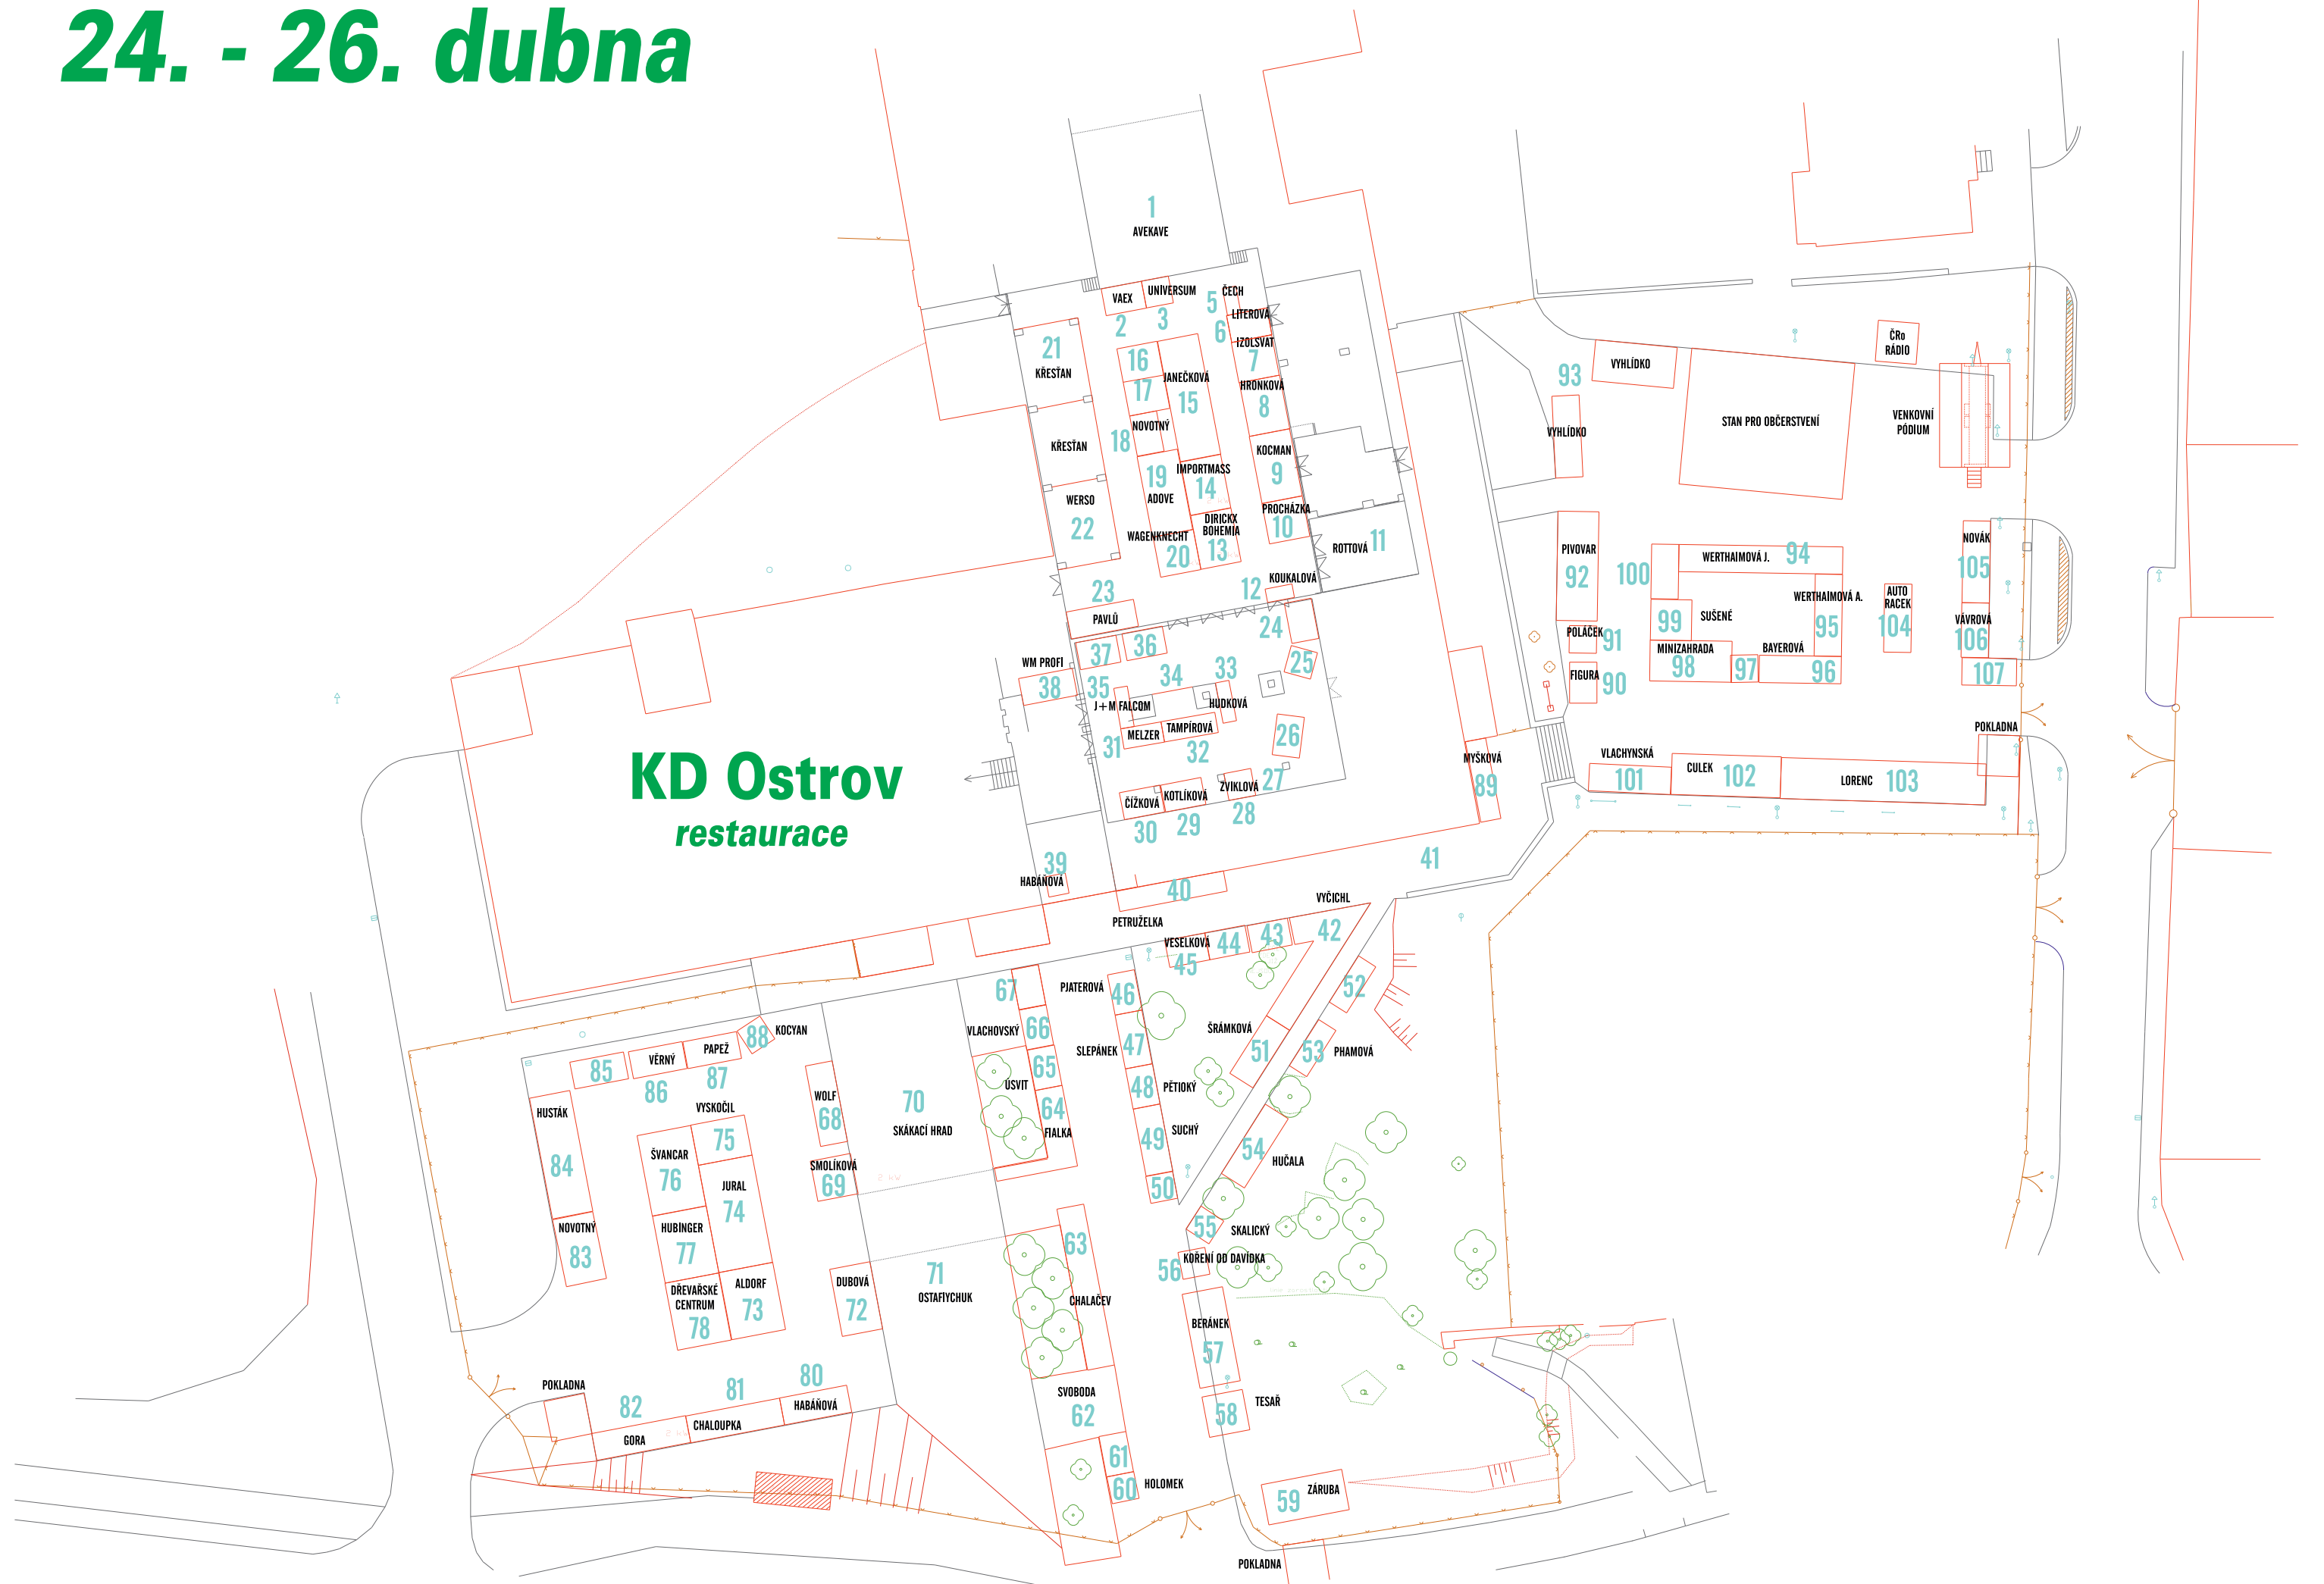 24. - 26. dubna
1
AVEKAVE
VAEX
2
UNIVERSUM
3
5
ČECH
LITEROVÁ
6
IZOLSVAT
7
HRONKOVÁ
8
KOCMAN
9
PROCHÁZKA
10
ROTTOVÁ
11
KOUKALOVÁ
12
DIRICKX
BOHEMIA
13
IMPORTMASS
14
JANEČKOVÁ
15
16
17
NOVOTNÝ
18
19
ADOVE
WAGENKNECHT
20
21
KŘESŤAN
KŘESŤAN
WERSO
22
23
PAVLŮ
24
25
26
27
ZVIKLOVÁ
28
KOTLÍKOVÁ
29
ČÍŽKOVÁ
30
31
MELZER
TAMPÍROVÁ
32
33
HUDKOVÁ
34
35
J+M FALCOM
36
37
WM PROFI
38
39
HABÁŇOVÁ
40
PETRUŽELKA
41
VYČICHL
42
43
44
VESELKOVÁ
45
PJATEROVÁ
46
SLEPÁNEK
47
48
PĚTIOKÝ
49
SUCHÝ
50
ŠRÁMKOVÁ
51
52
53
PHAMOVÁ
54
HUČALA
55
SKALICKÝ
56
KOŘENÍ OD DAVÍDKA
BERÁNEK
57
58
TESAŘ
59
ZÁRUBA
POKLADNA
60
HOLOMEK
61
SVOBODA
62
63
CHALAČEV
64
FIALKA
65
ÚSVIT
66
VLACHOVSKÝ
67
WOLF
68
SMOLÍKOVÁ
69
70
SKÁKACÍ HRAD
2 kW
71
OSTAFIYCHUK
DUBOVÁ
72
ALDORF
73
JURAL
74
VYSKOČIL
75
ŠVANCAR
76
HUBINGER
77
DŘEVAŘSKÉ
CENTRUM
78
80
HABÁŇOVÁ
81
CHALOUPKA
82
GORA
2 kW
POKLADNA
NOVOTNÝ
83
HUSTÁK
84
85
VĚRNÝ
86
PAPEŽ
87
88
KOCYAN
KD Ostrov
restaurace
MYŠKOVÁ
89
FIGURA
90
POLÁČEK
91
PIVOVAR
92
93
VYHLÍDKO
VYHLÍDKO
STAN PRO OBČERSTVENÍ
ČRo
RÁDIO
VENKOVNÍ
PÓDIUM
WERTHAIMOVÁ J.
94
WERTHAIMOVÁ A.
95
BAYEROVÁ
96
97
MINIZAHRADA
98
99
SUŠENÉ
100
VLACHYNSKÁ
101
CULEK
102
LORENC
103
AUTO
RACEK
104
NOVÁK
105
VÁVROVÁ
106
107
POKLADNA